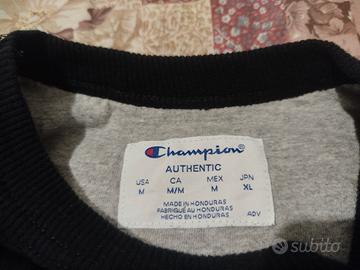 Champion
AUTHENTIC
USA CA MEX JPN
M M/M M XL
MADE IN HONDURAS
FABRIQUÉ AU HONDURAS
HECHO EN HONDURAS ADV
subito